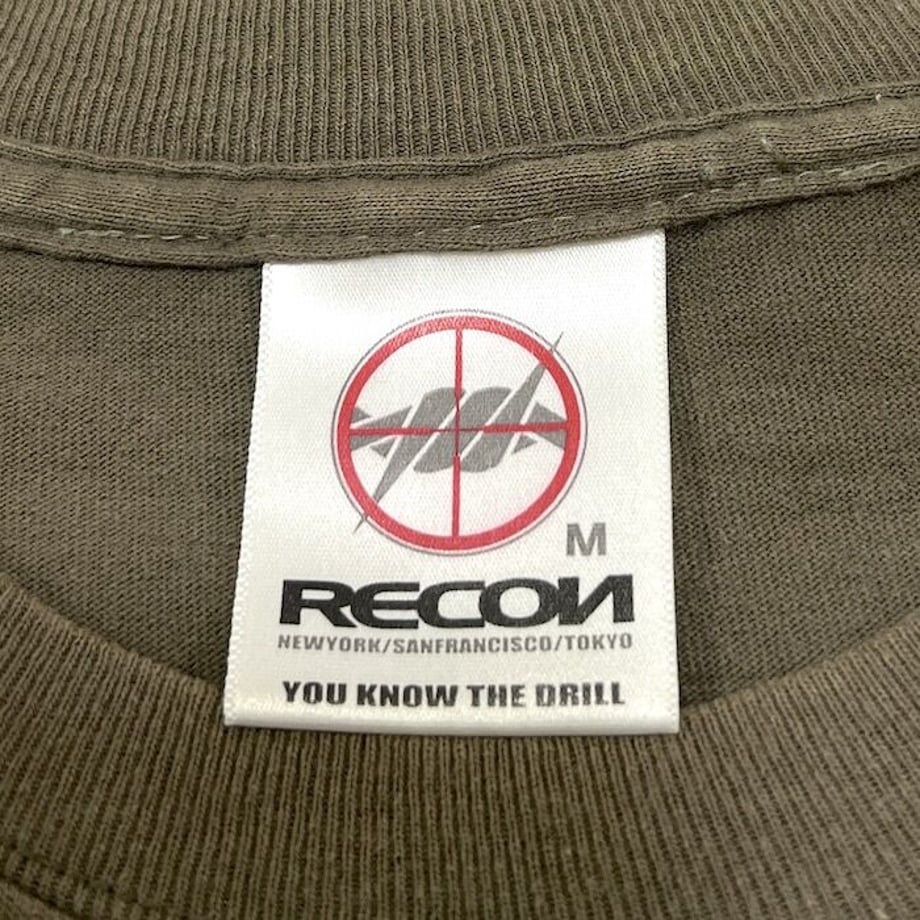 M
RECON
NEWYORK/SANFRANCISCO/TOKYO
YOU KNOW THE DRILL